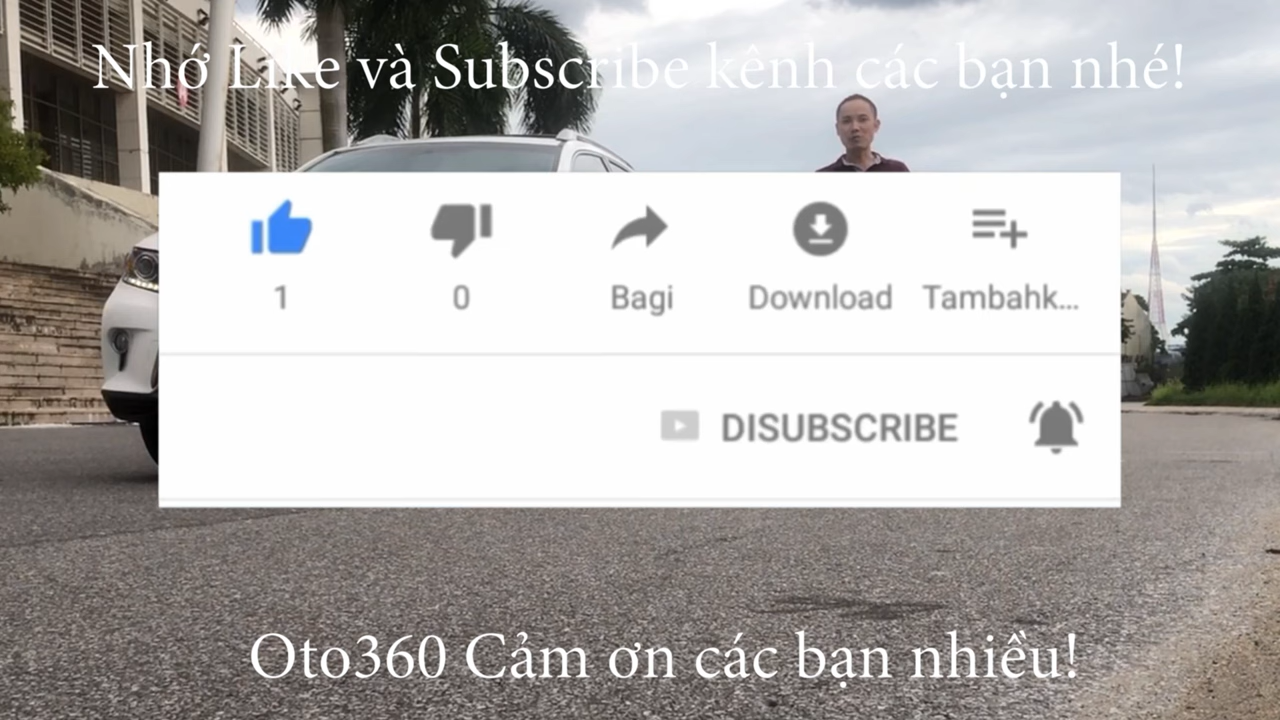 Nhớ Like và Subscribe kênh các bạn nhé!
1 0 Bagi Download Tambahk...
DISUBSCRIBE
Oto360 Cảm ơn các bạn nhiều!